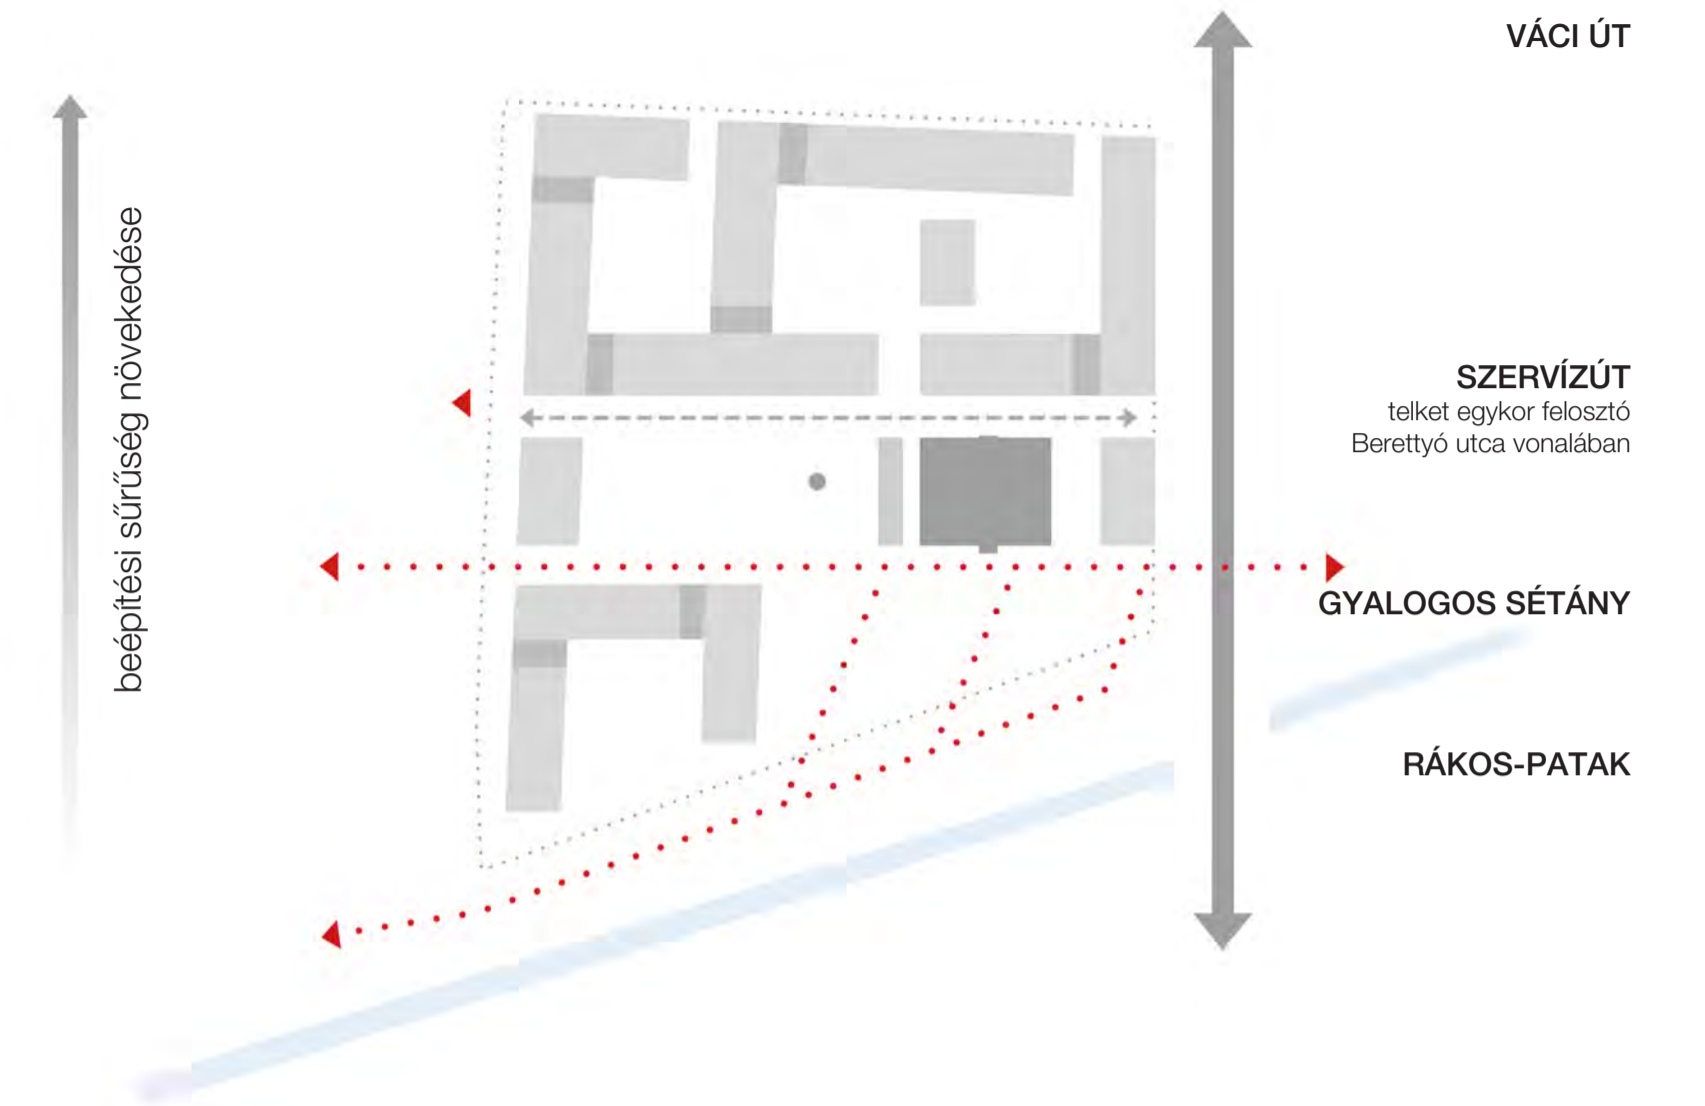 VÁCI ÚT
beépítési sűrűség növekedése
SZERVÍZÚT
telket egykor felosztó
Berettyó utca vonalában
GYALOGOS SÉTÁNY
RÁKOS-PATAK